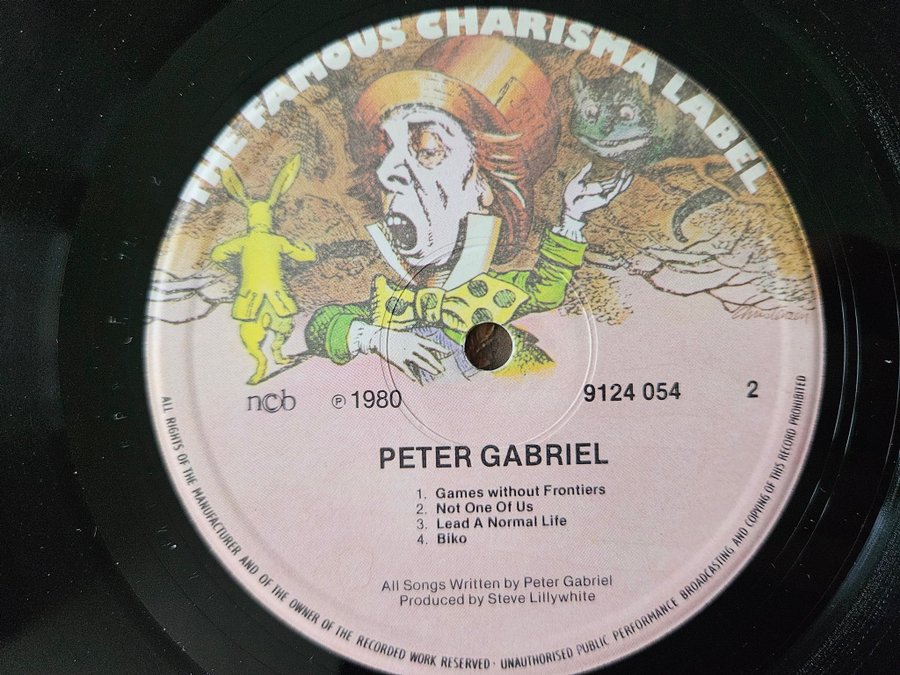 THE FAMOUS CHARISMA LABEL
ncb ℗ 1980 9124 054 2
PETER GABRIEL
1. Games without Frontiers
2. Not One Of Us
3. Lead A Normal Life
4. Biko
All Songs Written by Peter Gabriel
Produced by Steve Lillywhite
ALL RIGHTS OF THE MANUFACTURER AND OF THE OWNER OF THE RECORDED WORK RESERVED · UNAUTHORISED PUBLIC PERFORMANCE BROADCASTING AND COPYING OF THIS RECORD PROHIBITED